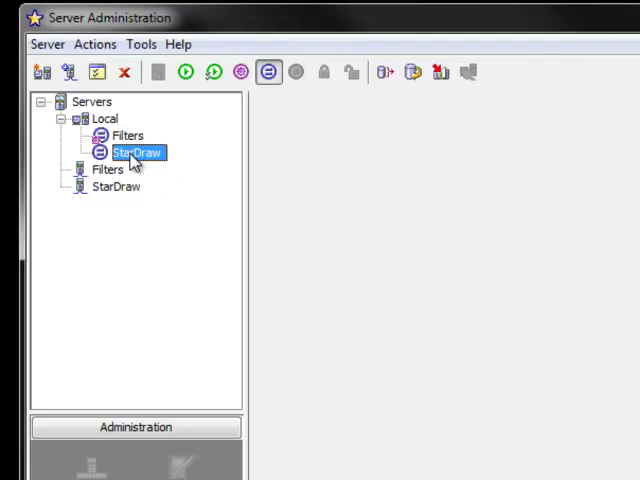 Server Administration
Server Actions Tools Help
Servers
Local
Filters
StarDraw
Filters
StarDraw
Administration